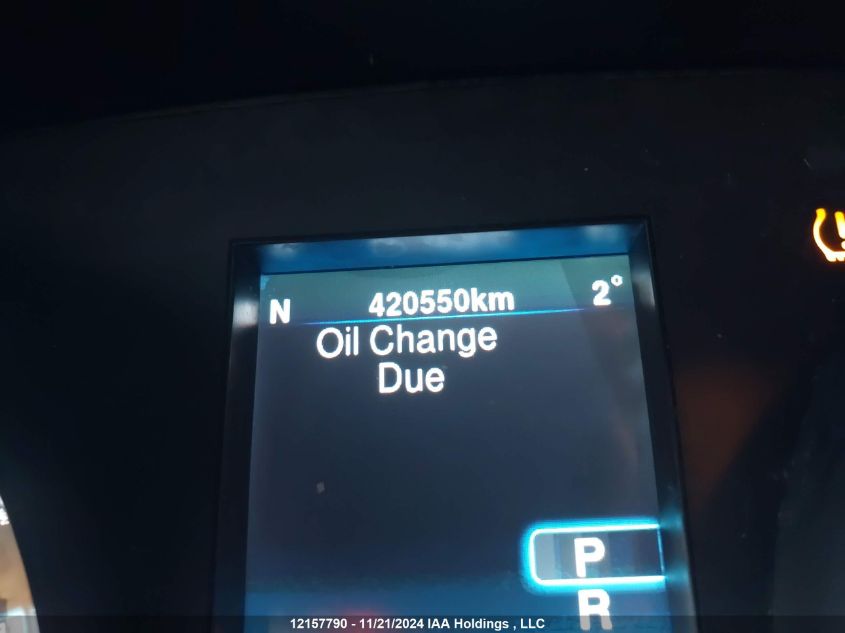 N 420550km 2°
Oil Change
Due
P
R
12157790 - 11/21/2024 IAA Holdings , LLC